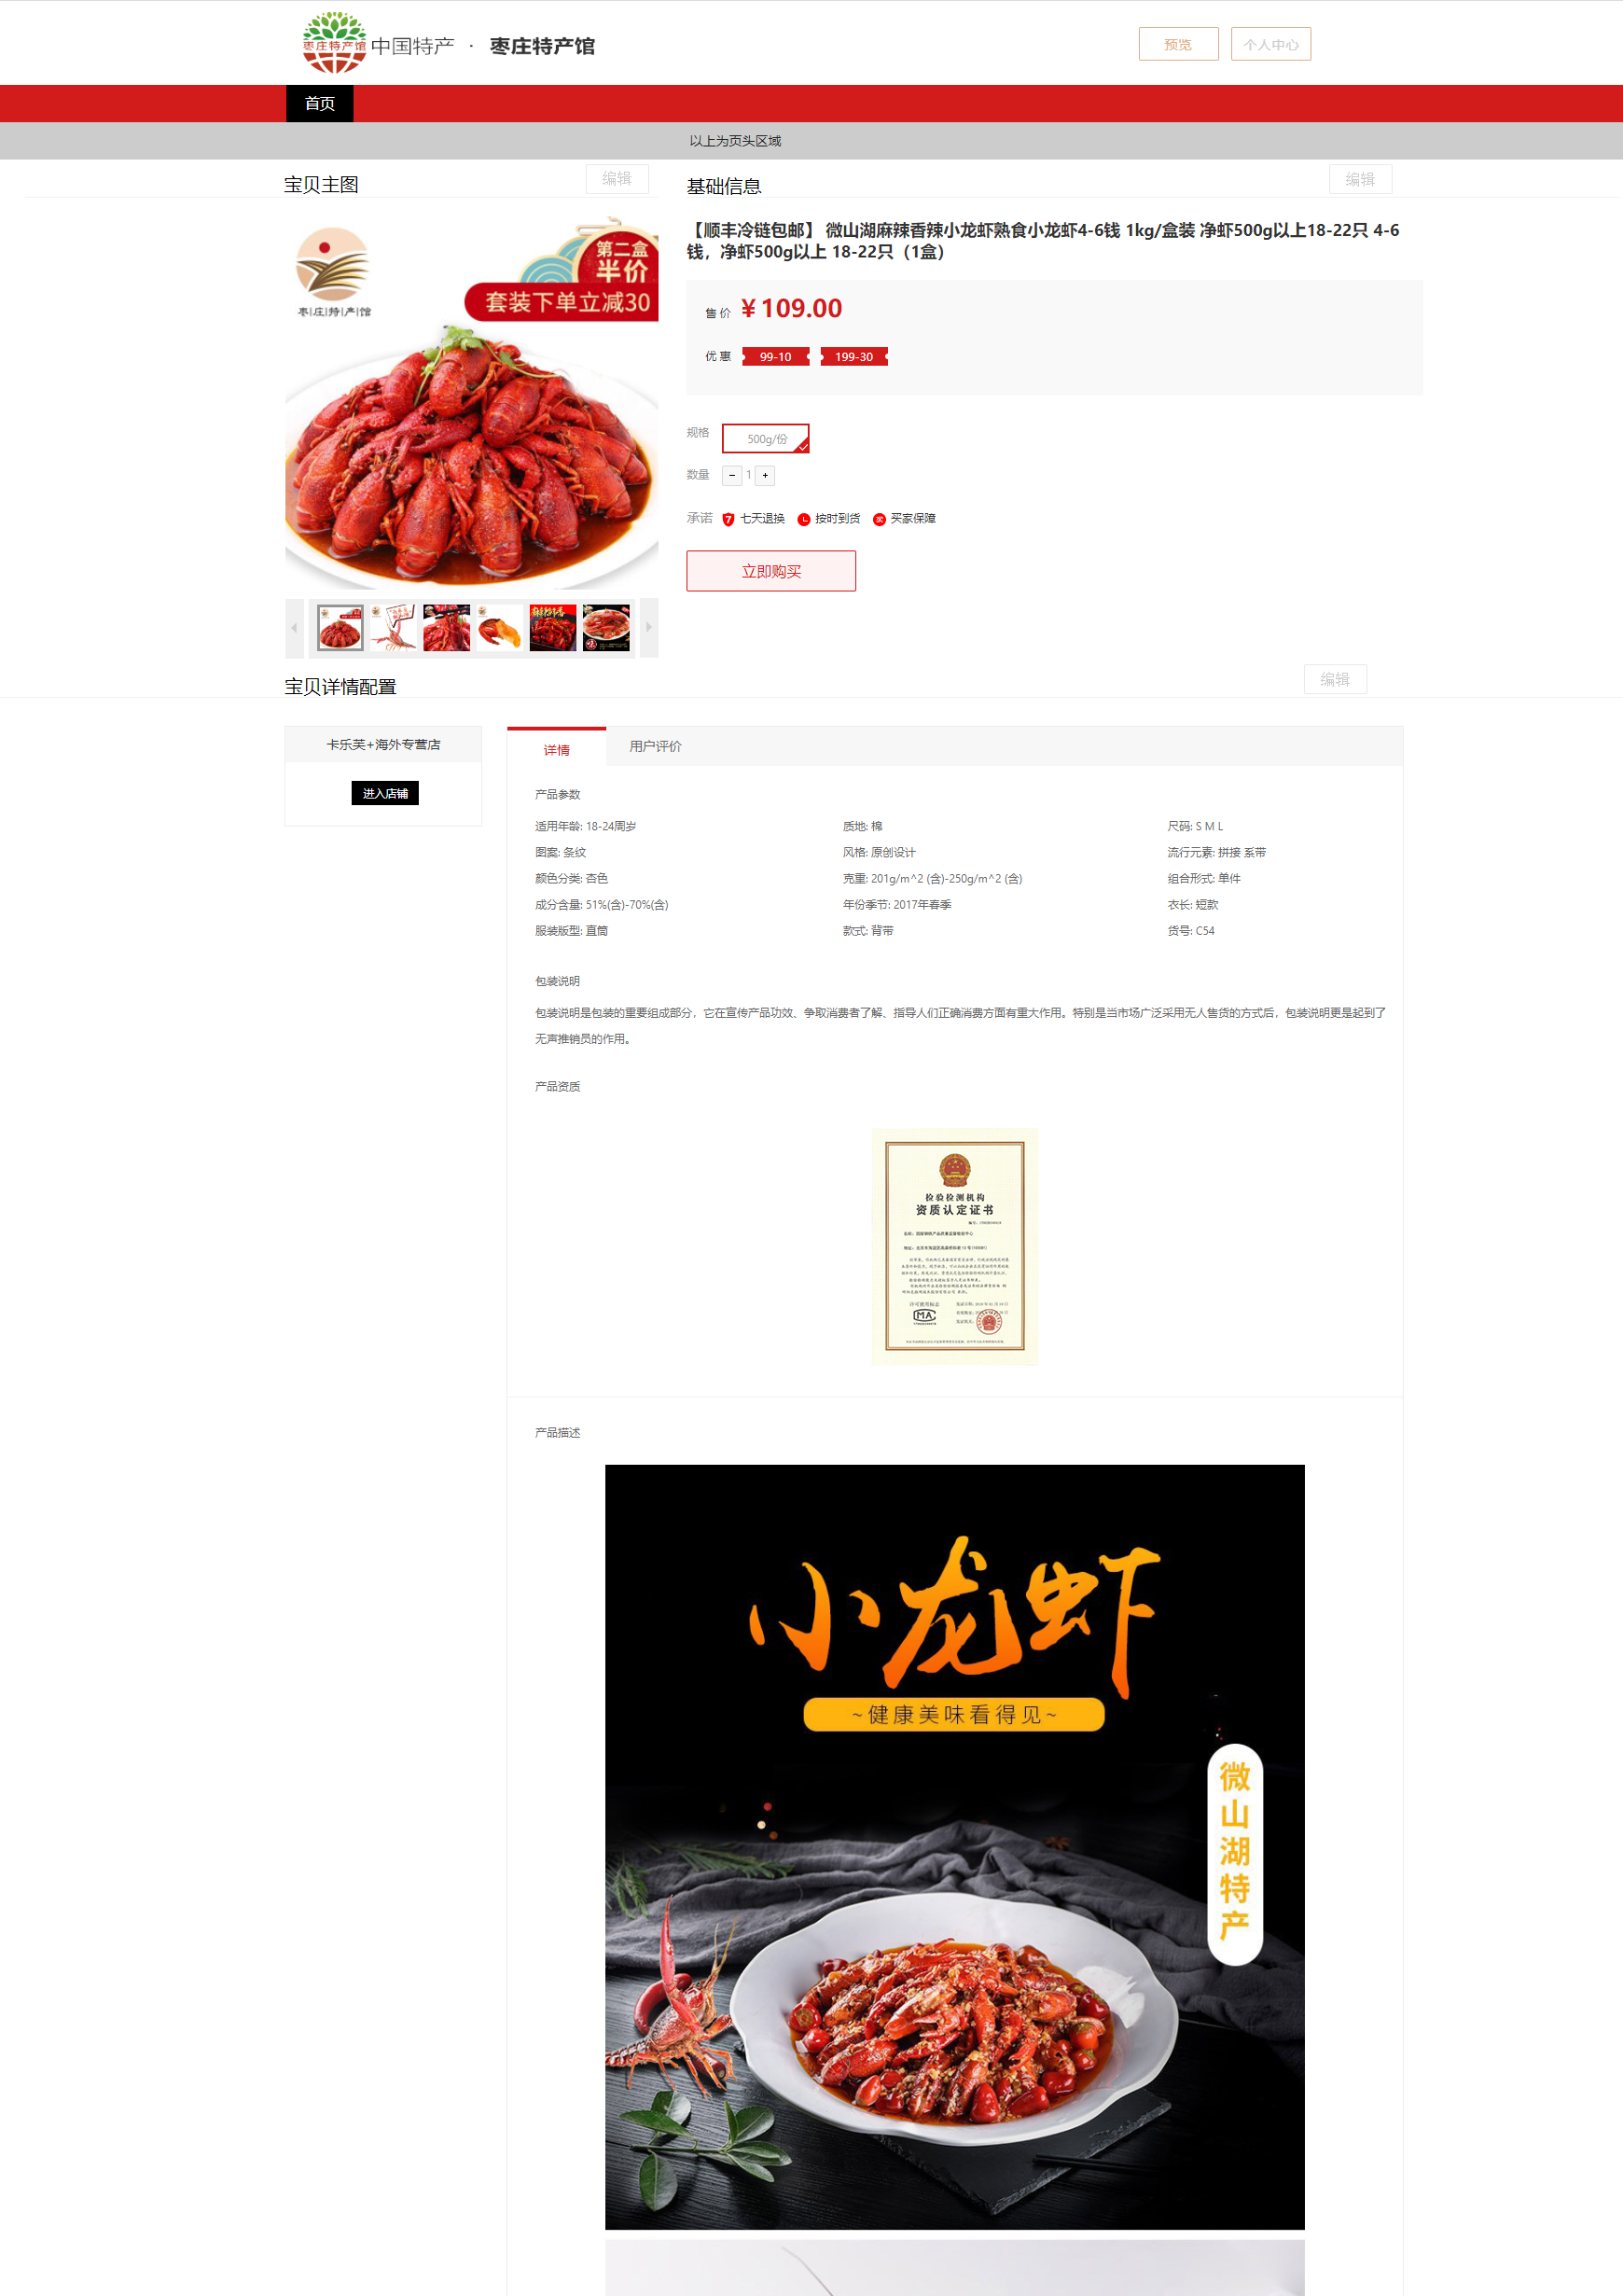 枣庄特产馆
中国特产 · 枣庄特产馆
预览
个人中心
首页
以上为页头区域
宝贝主图
编辑
基础信息
编辑
枣庄特产馆
第二盒
半价
套装下单立减30
【顺丰冷链包邮】 微山湖麻辣香辣小龙虾熟食小龙虾4-6钱 1kg/盒装 净虾500g以上18-22只 4-6
钱，净虾500g以上 18-22只（1盒）
售 价 ¥ 109.00
优 惠 99-10 199-30
规格 500g/份
数量 − 1 +
承诺 七天退换 按时到货 买家保障
立即购买
宝贝详情配置
编辑
卡乐芙+海外专营店
进入店铺
详情
用户评价
产品参数
适用年龄: 18-24周岁 质地: 棉 尺码: S M L
图案: 条纹 风格: 原创设计 流行元素: 拼接 系带
颜色分类: 杏色 克重: 201g/m^2 (含)-250g/m^2 (含) 组合形式: 单件
成分含量: 51%(含)-70%(含) 年份季节: 2017年春季 衣长: 短款
服装版型: 直筒 款式: 背带 货号: C54
包装说明
包装说明是包装的重要组成部分，它在宣传产品功效、争取消费者了解、指导人们正确消费方面有重大作用。特别是当市场广泛采用无人售货的方式后，包装说明更是起到了
无声推销员的作用。
产品资质
检验检测机构
资质认定证书
许可使用标志
MA
产品描述
小龙虾
~健康美味看得见~
微山湖特产